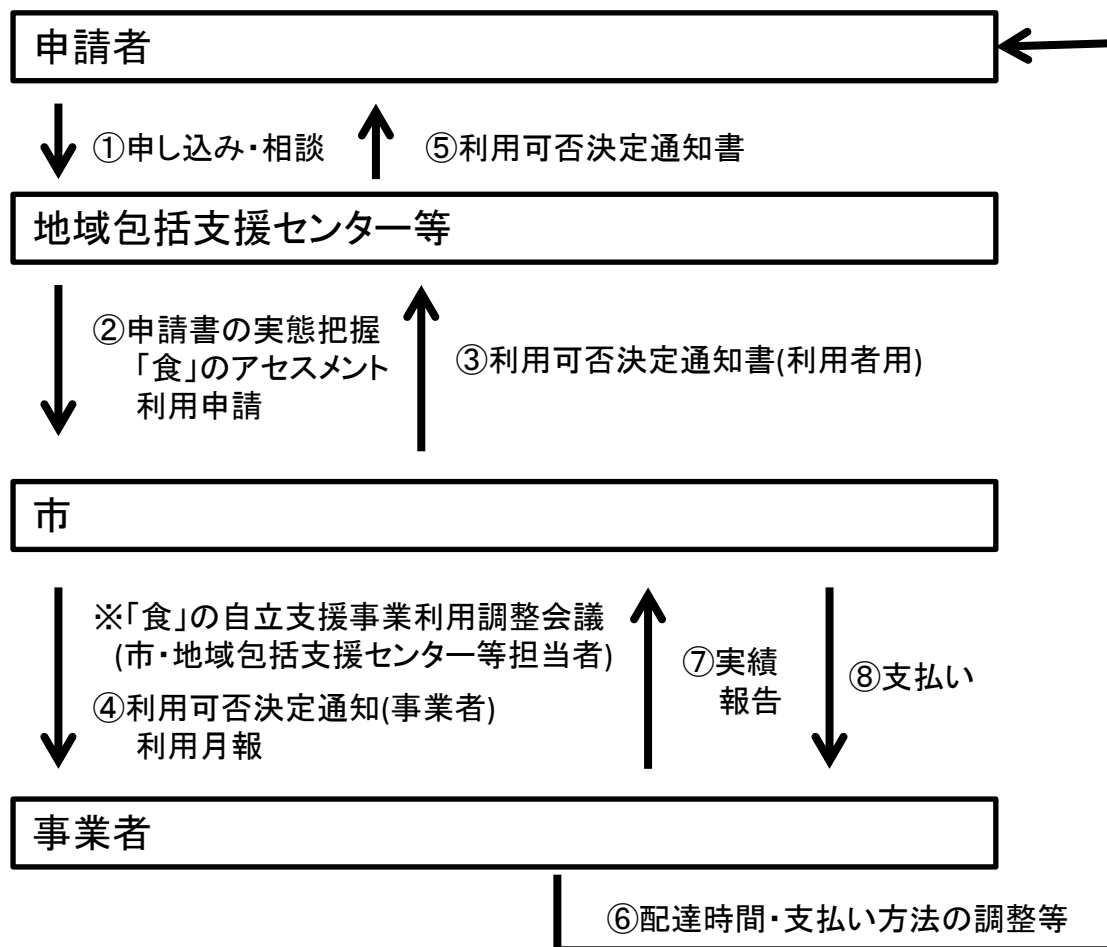 申請者
①申し込み・相談
⑤利用可否決定通知書
地域包括支援センター等
②申請書の実態把握
「食」のアセスメント
利用申請
③利用可否決定通知書(利用者用)
市
※「食」の自立支援事業利用調整会議
(市・地域包括支援センター等担当者)
④利用可否決定通知(事業者)
利用月報
⑦実績
報告
⑧支払い
事業者
⑥配達時間・支払い方法の調整等